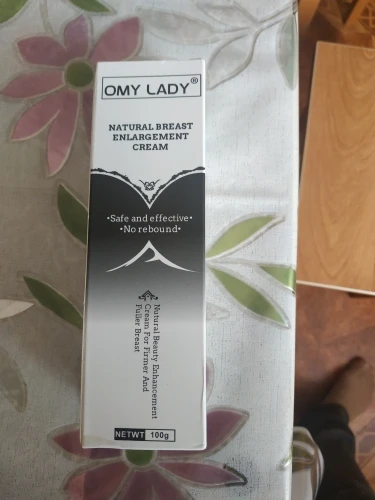 OMY LADY®
NATURAL BREAST
ENLARGEMENT
CREAM
•Safe and effective•
•No rebound•
Nutural Beauty Enhancement
Cream For Firmer And
Fuller Breast
NETWT 100g